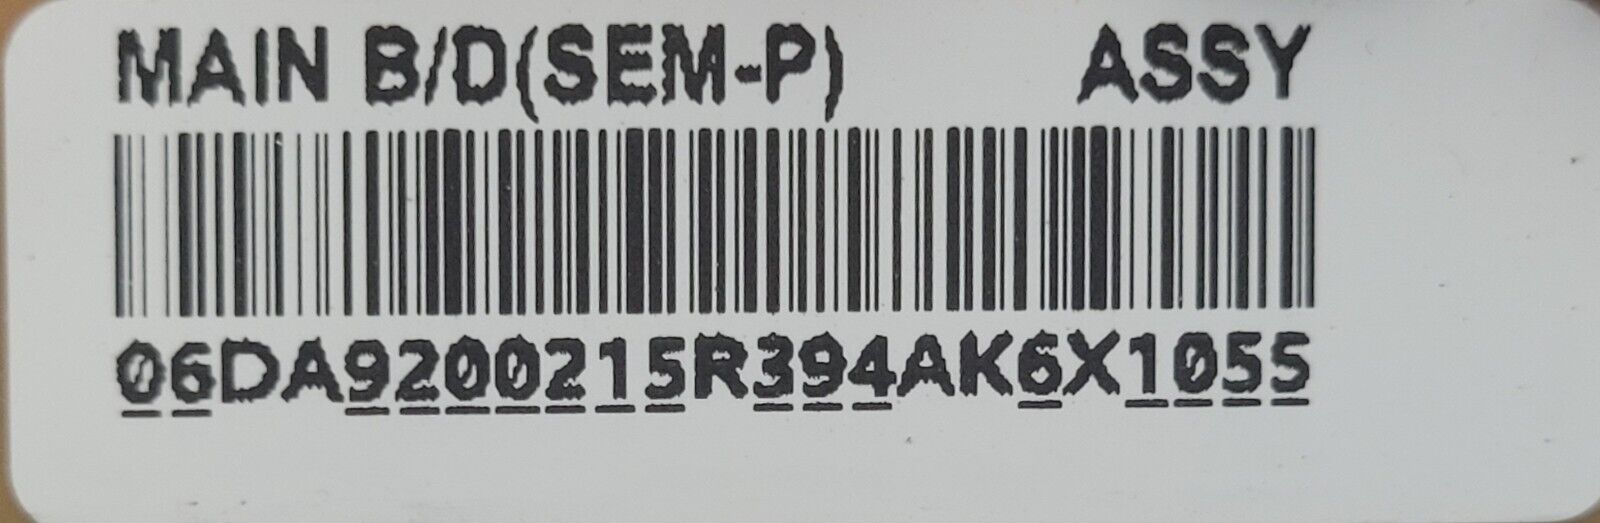 MAIN B/D(SEM-P) ASSY
06DA9200215R394AK6X1055